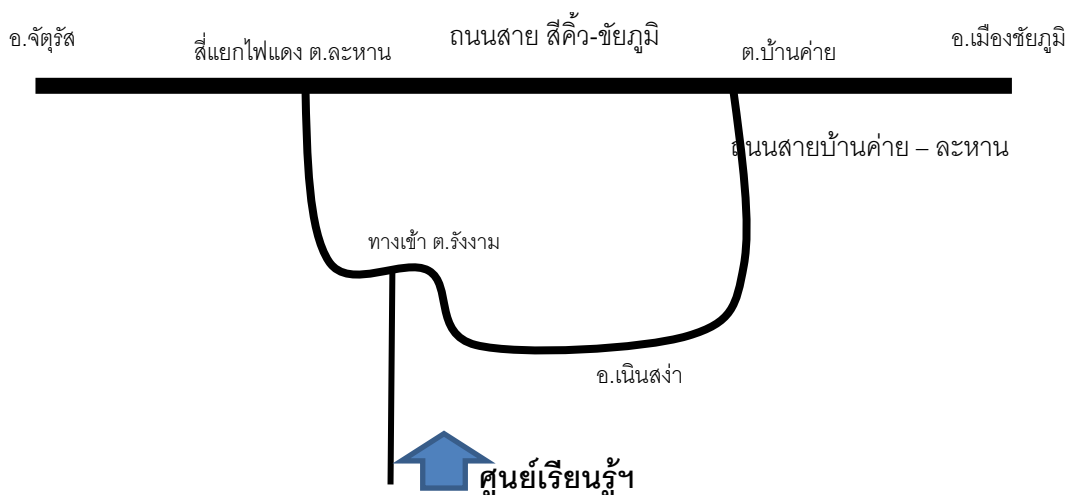 อ.จัตุรัส
สี่แยกไฟแดง ต.ละหาน
ถนนสาย สีคิ้ว-ชัยภูมิ
ต.บ้านค่าย
อ.เมืองชัยภูมิ
ถนนสายบ้านค่าย – ละหาน
ทางเข้า ต.รังงาม
อ.เนินสง่า
ศูนย์เรียนรู้ฯ